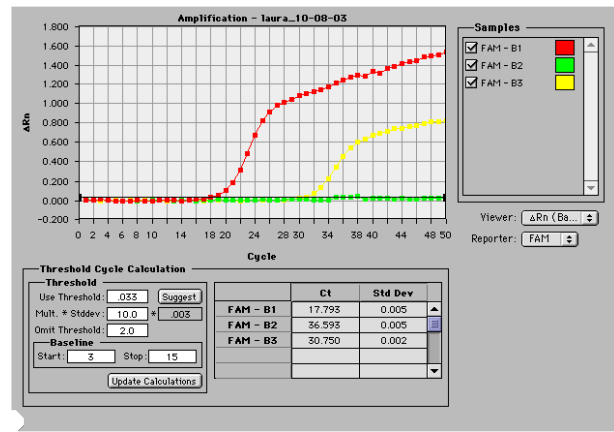 Amplification - laura_10-08-03
1.800
1.600
1.400
1.200
1.000
0.800
0.600
0.400
0.200
0.000
-0.200
ΔRn
0 2 4 6 8 10 14 18 20 24 28 30 34 38 40 44 48 50
Cycle
Samples
FAM - B1
FAM - B2
FAM - B3
Viewer: ΔRn (Ba...
Reporter: FAM
Threshold Cycle Calculation
Threshold
Use Threshold: .033 Suggest
Mult. * Stddev: 10.0 * .003
Omit Threshold: 2.0
Baseline
Start: 3 Stop: 15
Update Calculations
Ct Std Dev
FAM - B1 17.793 0.005
FAM - B2 36.593 0.005
FAM - B3 30.750 0.002